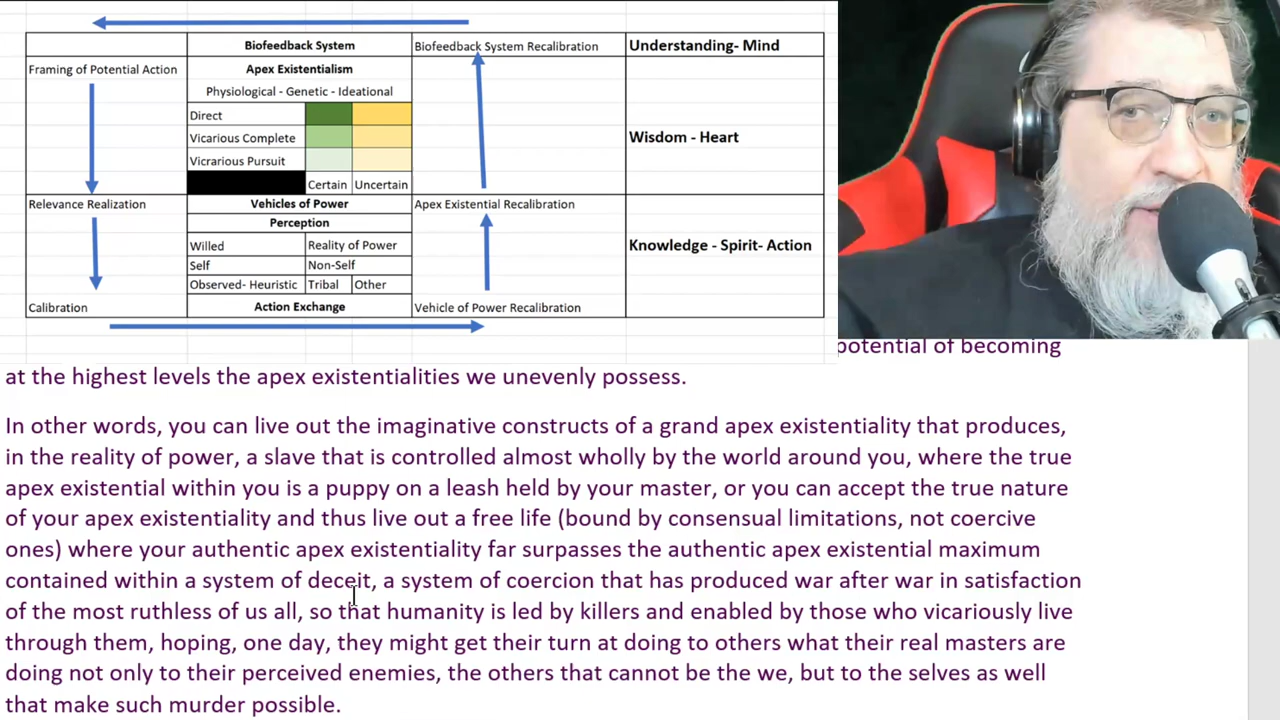 Biofeedback System Biofeedback System Recalibration Understanding- Mind
Framing of Potential Action Apex Existentialism
Physiological - Genetic - Ideational
Direct
Vicarious Complete Wisdom - Heart
Vicrarious Pursuit
Certain Uncertain
Relevance Realization Vehicles of Power Apex Existential Recalibration
Perception
Willed Reality of Power Knowledge - Spirit- Action
Self Non-Self
Observed- Heuristic Tribal Other
Calibration Action Exchange Vehicle of Power Recalibration
potential of becoming
at the highest levels the apex existentialities we unevenly possess.
In other words, you can live out the imaginative constructs of a grand apex existentiality that produces,
in the reality of power, a slave that is controlled almost wholly by the world around you, where the true
apex existential within you is a puppy on a leash held by your master, or you can accept the true nature
of your apex existentiality and thus live out a free life (bound by consensual limitations, not coercive
ones) where your authentic apex existentiality far surpasses the authentic apex existential maximum
contained within a system of deceit, a system of coercion that has produced war after war in satisfaction
of the most ruthless of us all, so that humanity is led by killers and enabled by those who vicariously live
through them, hoping, one day, they might get their turn at doing to others what their real masters are
doing not only to their perceived enemies, the others that cannot be the we, but to the selves as well
that make such murder possible.